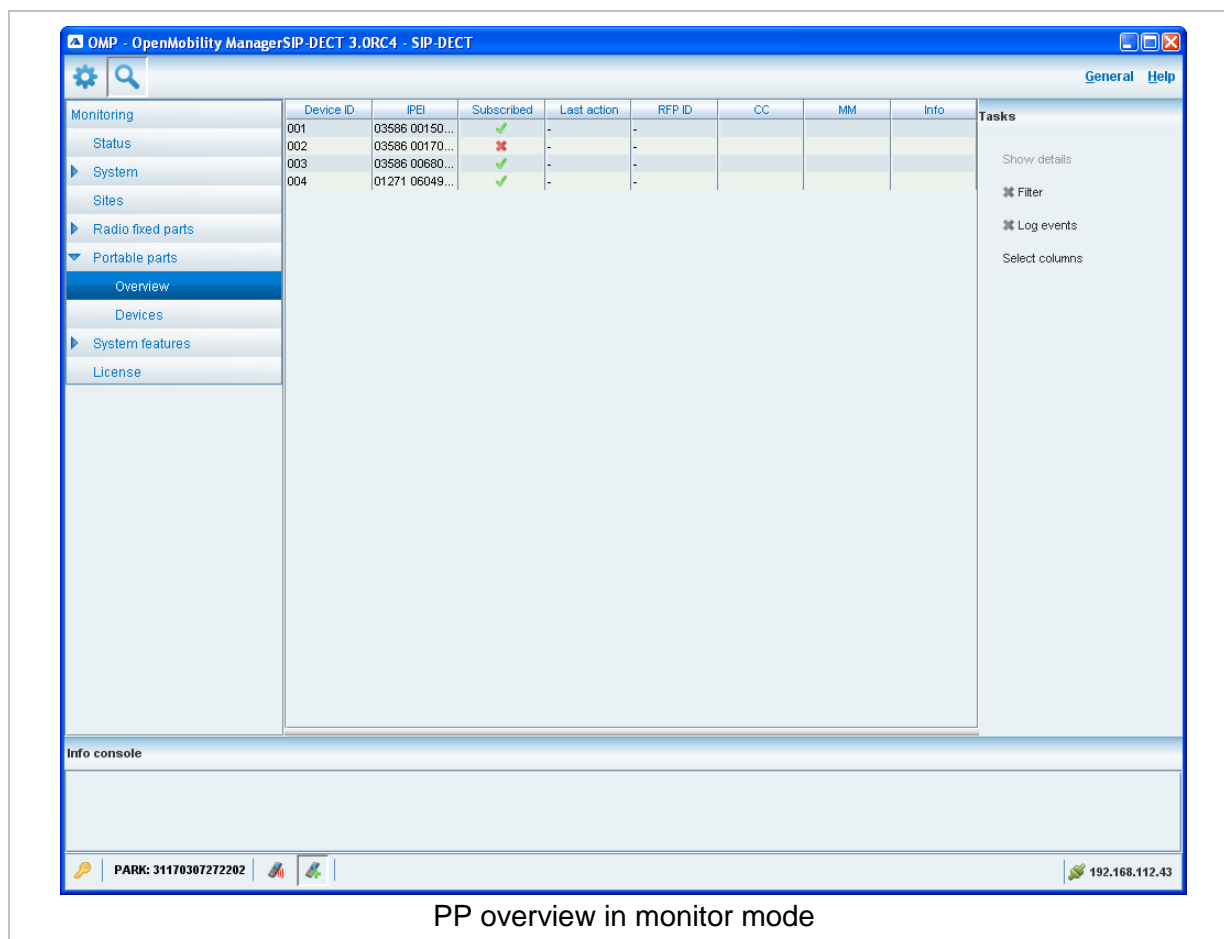 OMP - OpenMobility ManagerSIP-DECT 3.0RC4 - SIP-DECT
General Help
Monitoring
Status
System
Sites
Radio fixed parts
Portable parts
Overview
Devices
System features
License
Device ID IPEI Subscribed Last action RFP ID CC MM Info
001 03586 00150... - -
002 03586 00170... - -
003 03586 00680... - -
004 01271 06049... - -
Tasks
Show details
Filter
Log events
Select columns
Info console
PARK: 31170307272202
192.168.112.43
PP overview in monitor mode